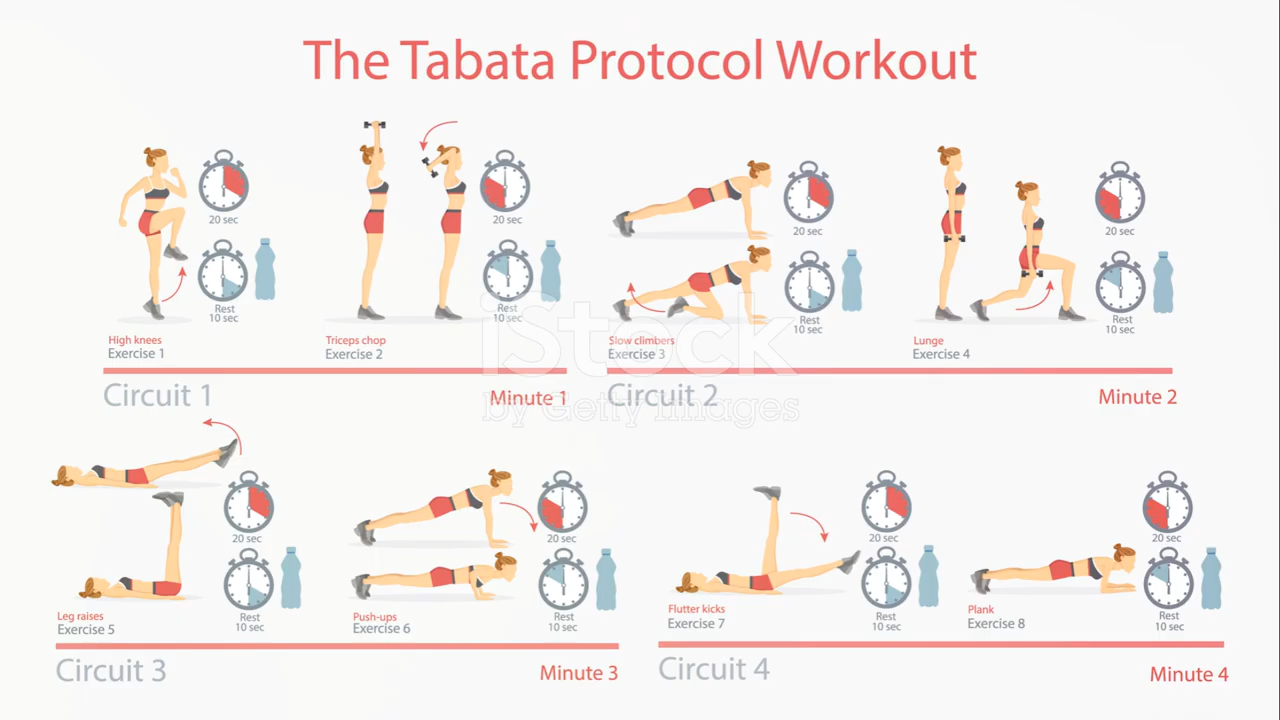 The Tabata Protocol Workout
20 sec
Rest
10 sec
High knees
Exercise 1
20 sec
Rest
10 sec
Triceps chop
Exercise 2
Circuit 1
Minute 1
20 sec
Rest
10 sec
Slow climbers
Exercise 3
20 sec
Rest
10 sec
Lunge
Exercise 4
Circuit 2
Minute 2
iStock
by Getty Images
20 sec
Rest
10 sec
Leg raises
Exercise 5
20 sec
Rest
10 sec
Push-ups
Exercise 6
Circuit 3
Minute 3
20 sec
Rest
10 sec
Flutter kicks
Exercise 7
20 sec
Rest
10 sec
Plank
Exercise 8
Circuit 4
Minute 4